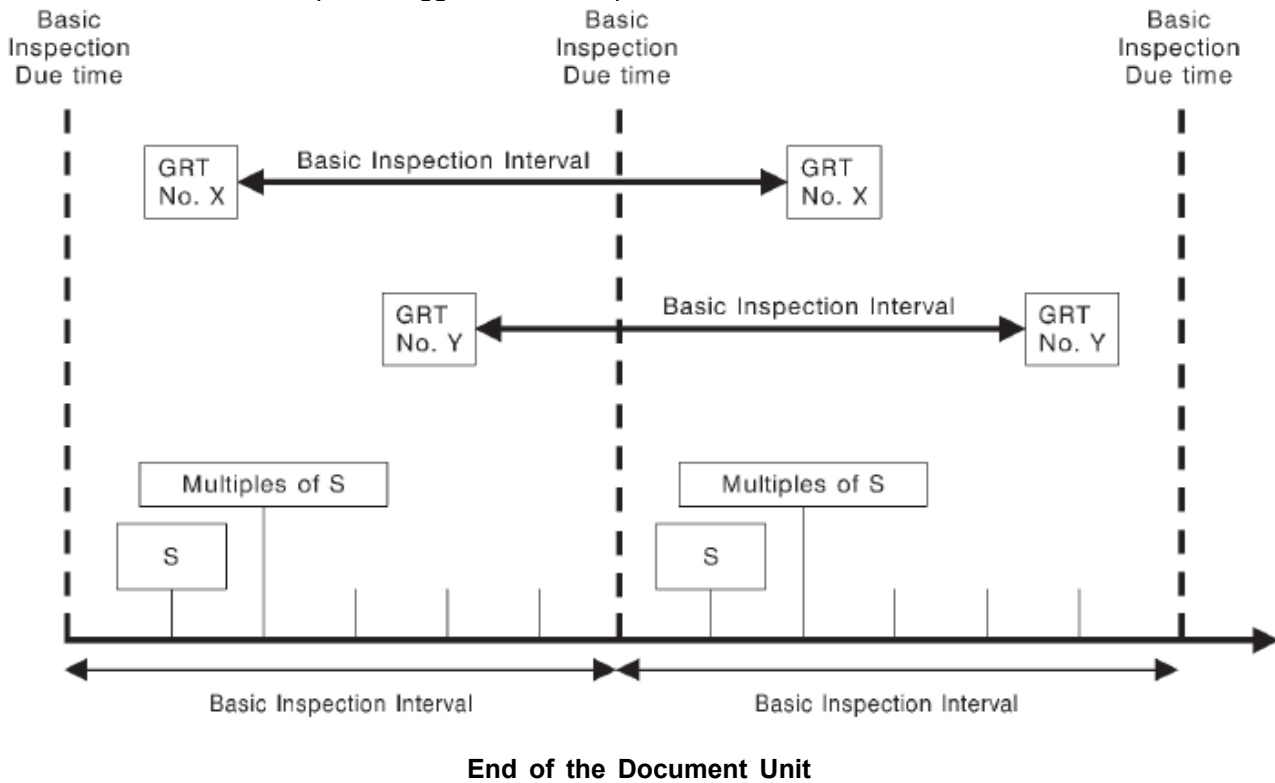 Basic
Inspection
Due time
Basic
Inspection
Due time
Basic
Inspection
Due time
GRT
No. X
Basic Inspection Interval
GRT
No. X
GRT
No. Y
Basic Inspection Interval
GRT
No. Y
Multiples of S
Multiples of S
S
S
Basic Inspection Interval
Basic Inspection Interval
End of the Document Unit